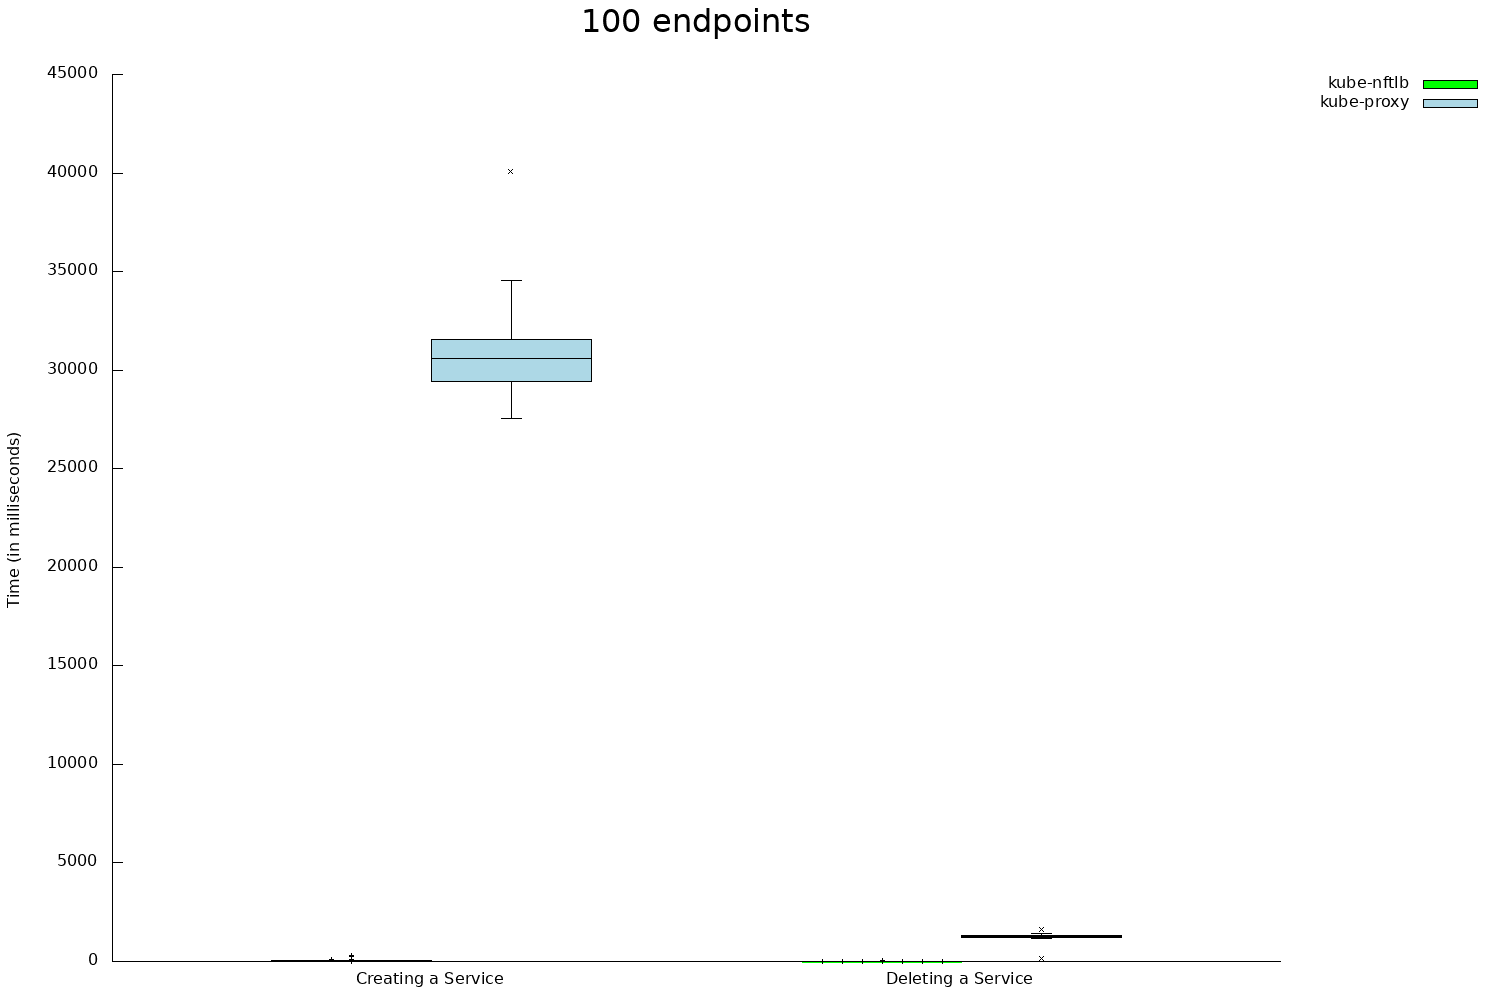 100 endpoints
kube-nftlb
kube-proxy
45000
40000
35000
30000
25000
20000
15000
10000
5000
0
Time (in milliseconds)
Creating a Service
Deleting a Service